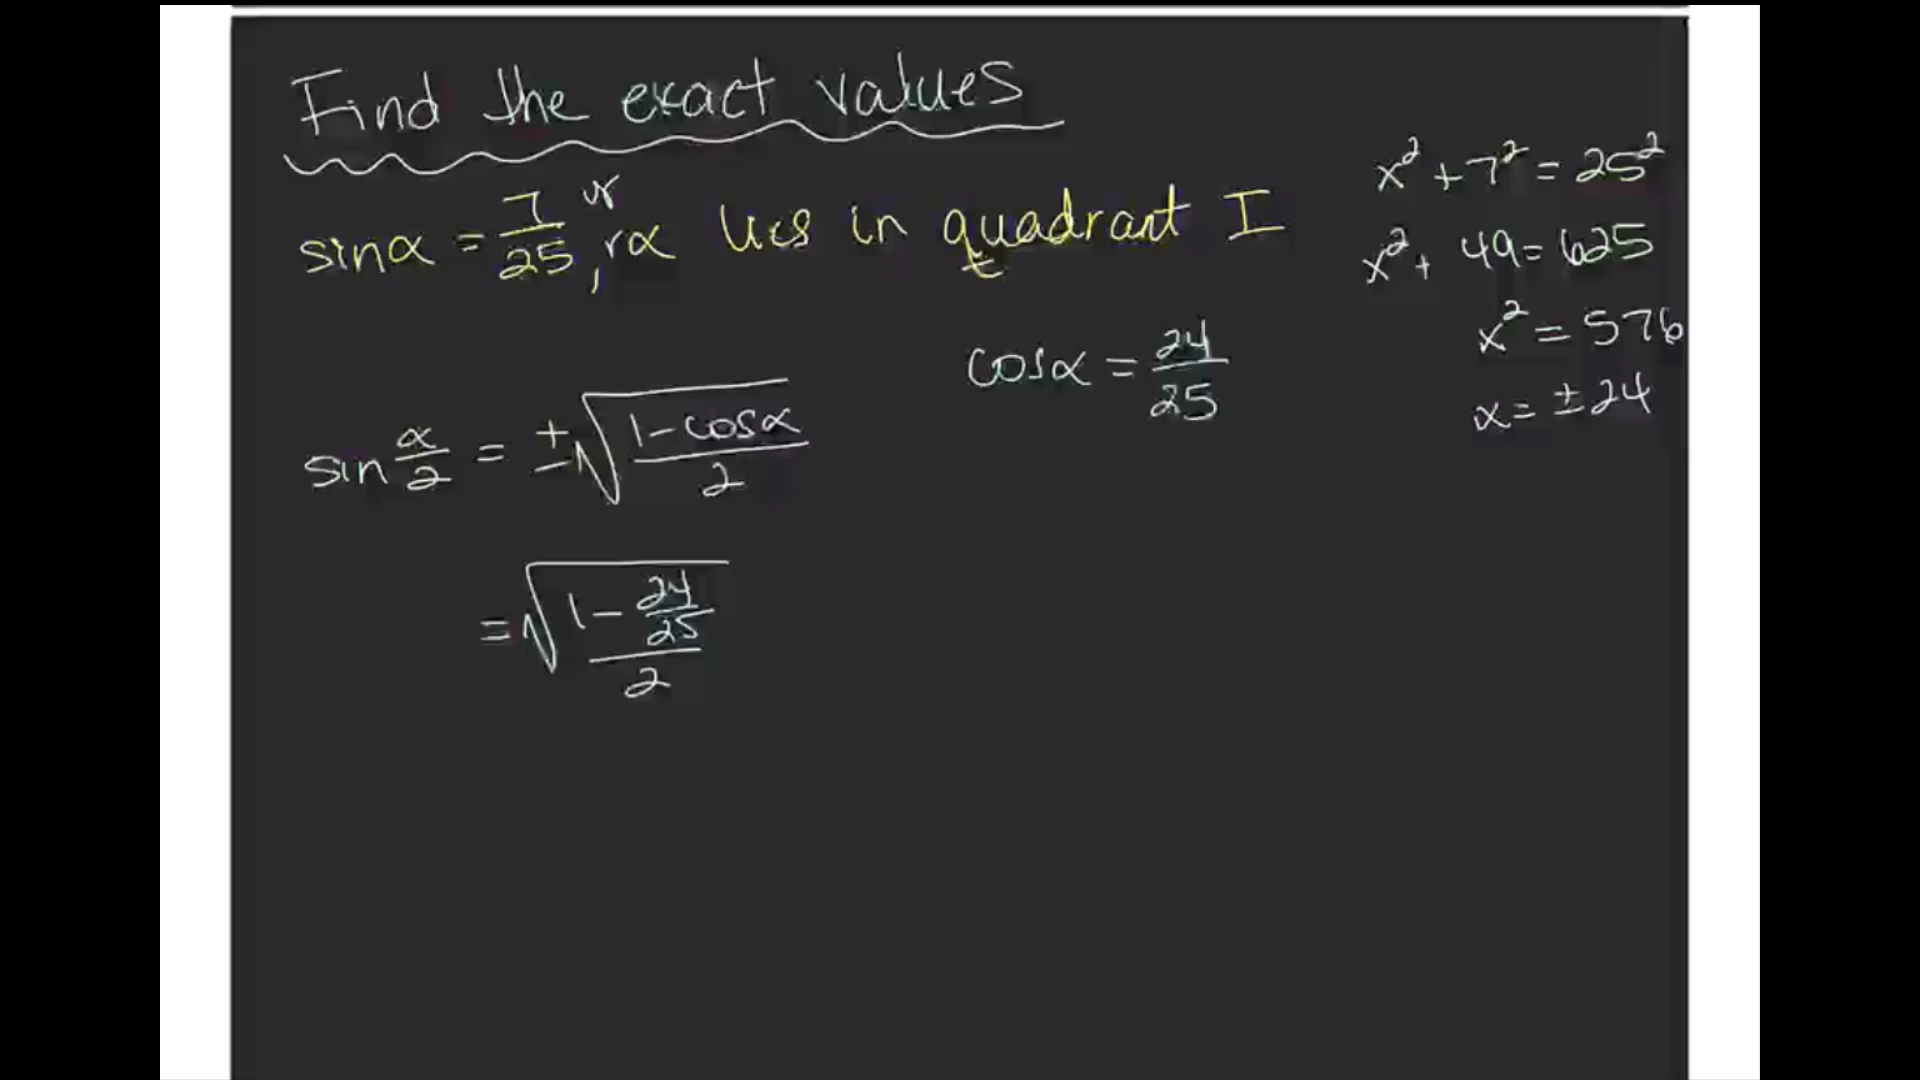 Find the exact values
sinα = 7/25, α lies in quadrant I
sin α/2 = ±√((1-cosα)/2)
= √((1 - 24/25)/2)
cosα = 24/25
x² + 7² = 25²
x² + 49 = 625
x² = 576
x = ±24